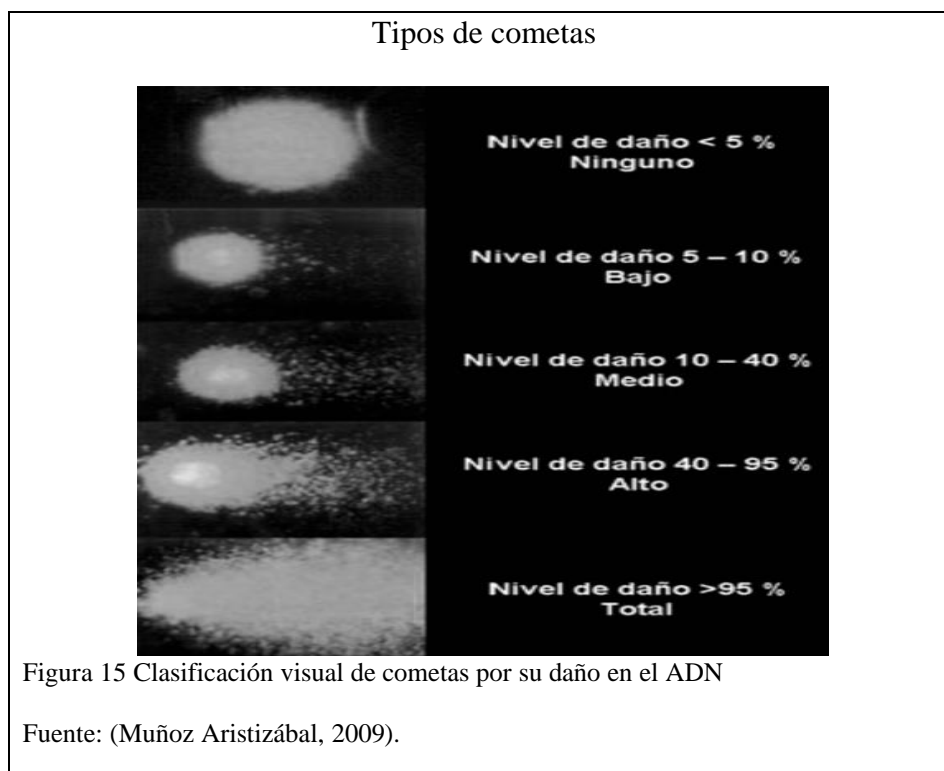 Tipos de cometas
Nivel de daño < 5 %
Ninguno
Nivel de daño 5 – 10 %
Bajo
Nivel de daño 10 – 40 %
Medio
Nivel de daño 40 – 95 %
Alto
Nivel de daño >95 %
Total
Figura 15 Clasificación visual de cometas por su daño en el ADN
Fuente: (Muñoz Aristizábal, 2009).